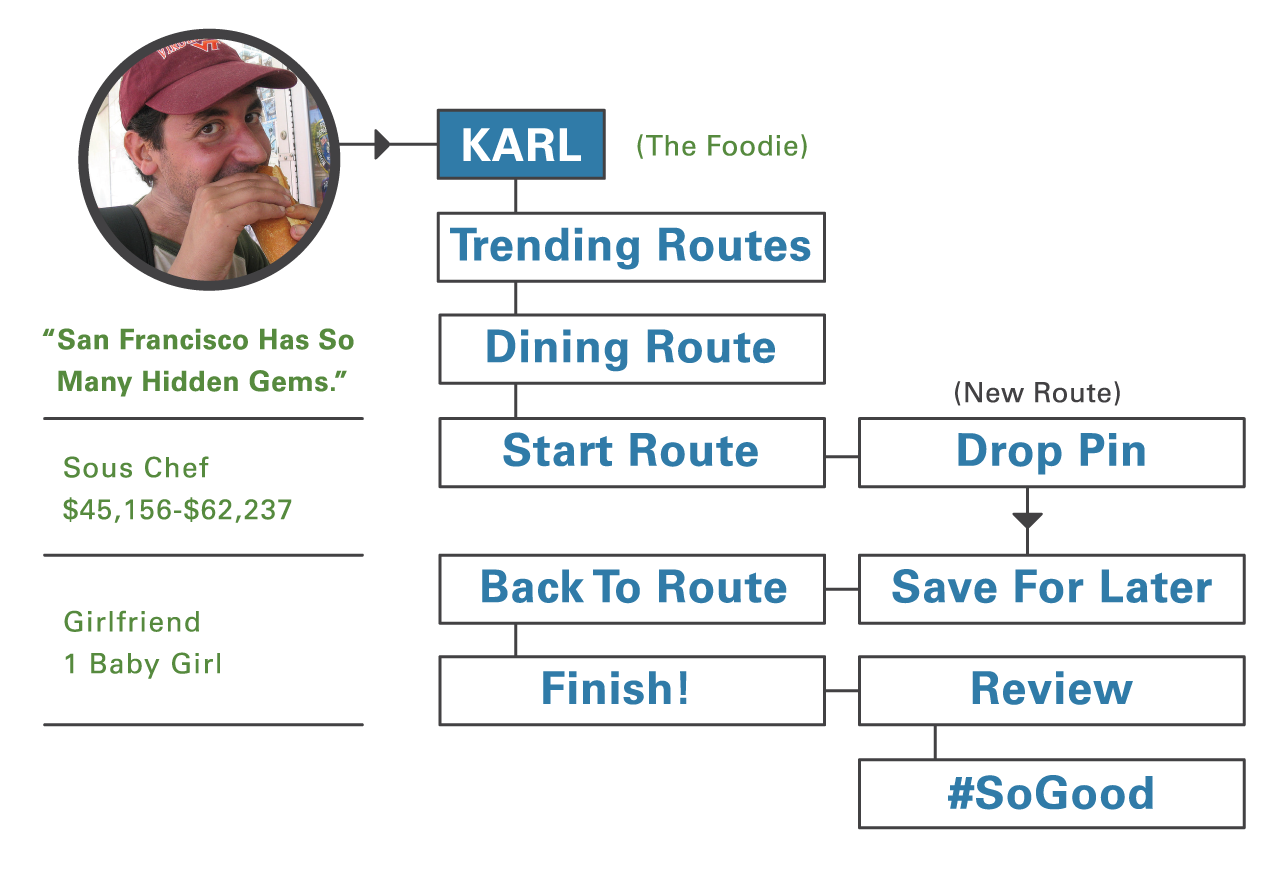 KARL
(The Foodie)
Trending Routes
Dining Route
Start Route
(New Route)
Drop Pin
Save For Later
Back To Route
Finish!
Review
#SoGood
“San Francisco Has So
Many Hidden Gems.”
Sous Chef
$45,156-$62,237
Girlfriend
1 Baby Girl